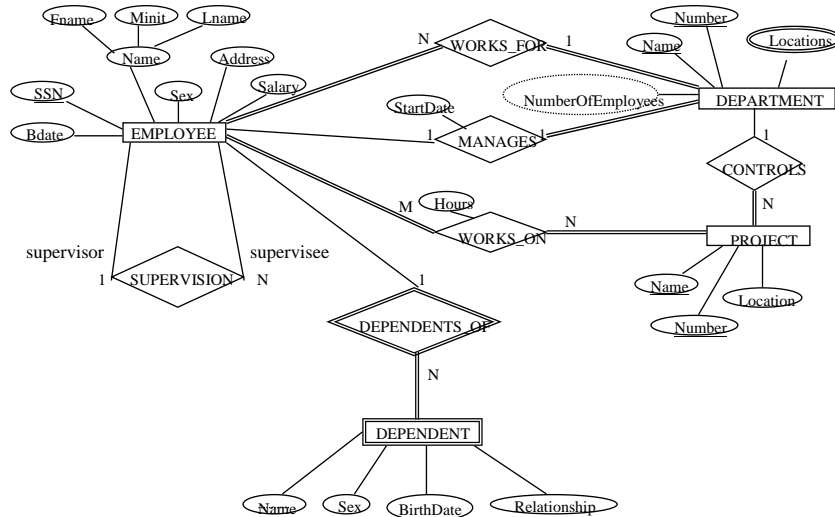 Fname Minit Lname
Name
Address
SSN Sex Salary
Bdate EMPLOYEE
N WORKS_FOR 1
Number
Name Locations
NumberOfEmployees
DEPARTMENT
StartDate
1 MANAGES 1
1
CONTROLS
N
M Hours N
WORKS_ON
PROJECT
supervisor supervisee
1 SUPERVISION N
Name Location
Number
1
DEPENDENTS_OF
N
DEPENDENT
Name Sex BirthDate Relationship